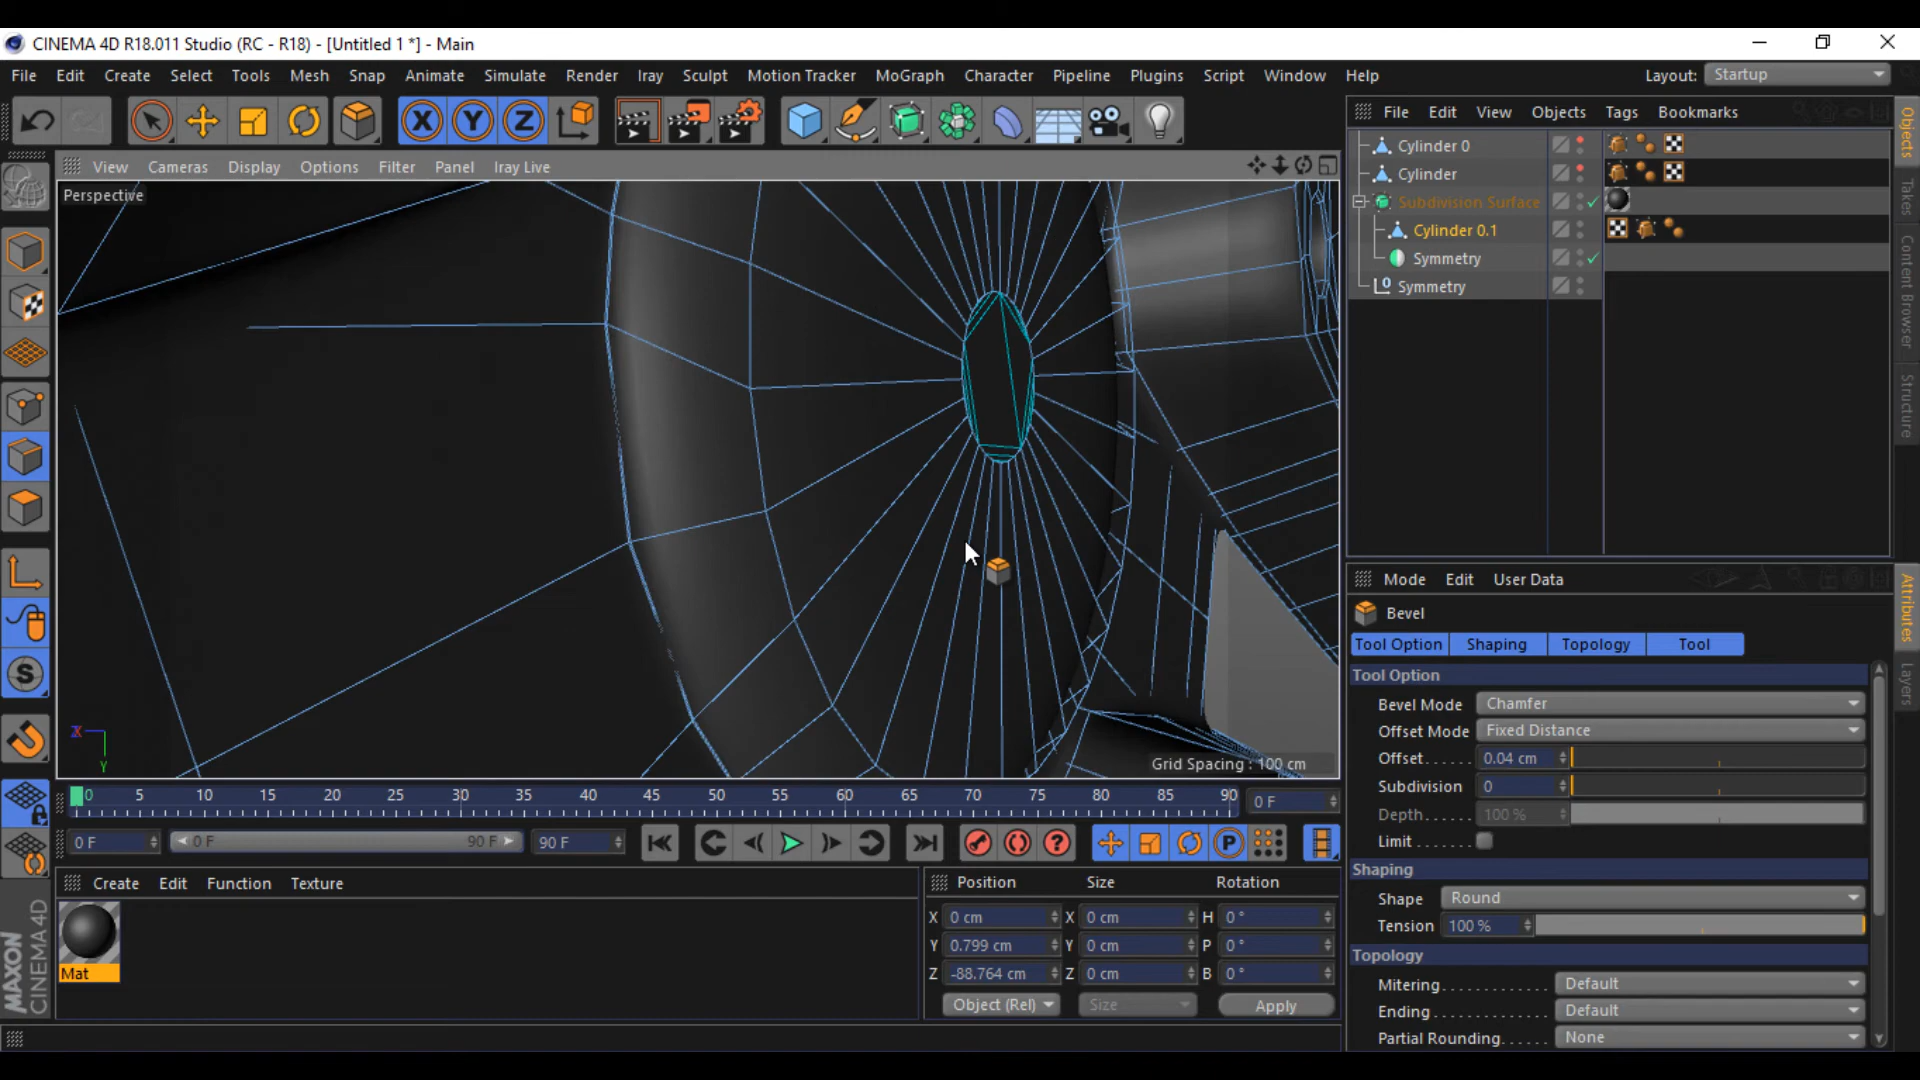 CINEMA 4D R18.011 Studio (RC - R18) - [Untitled 1 *] - Main
File Edit Create Select Tools Mesh Snap Animate Simulate Render Iray Sculpt Motion Tracker MoGraph Character Pipeline Plugins Script Window Help Layout: Startup
X Y Z
File Edit View Objects Tags Bookmarks
View Cameras Display Options Filter Panel Iray Live
Perspective
Cylinder 0
Cylinder
Subdivision Surface
Cylinder 0.1
Symmetry
Symmetry
Objects
Takes
Content Browser
Structure
Mode Edit User Data
Attributes
Layers
Bevel
Tool Option Shaping Topology Tool
Tool Option
Bevel Mode Chamfer
Offset Mode Fixed Distance
Offset...... 0.04 cm
Subdivision 0
Depth...... 100 %
Limit .......
Shaping
Shape Round
Tension 100 %
Topology
Mitering............ Default
Ending ............. Default
Partial Rounding..... None
X
Y
Grid Spacing : 100 cm
0 5 10 15 20 25 30 35 40 45 50 55 60 65 70 75 80 85 90 0 F
0 F 0 F 90 F 90 F P
Create Edit Function Texture
Mat
Position Size Rotation
X 0 cm X 0 cm H 0 °
Y 0.799 cm Y 0 cm P 0 °
Z -88.764 cm Z 0 cm B 0 °
Object (Rel) Size Apply
MAXON
CINEMA 4D